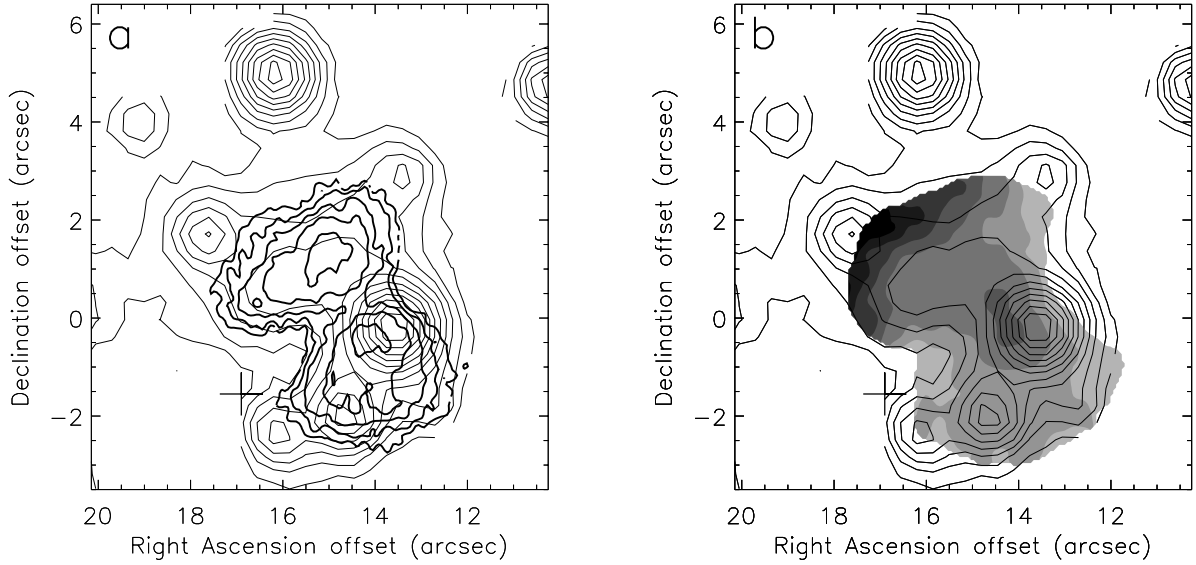 a
6
4
2
0
−2
Declination offset (arcsec)
20 18 16 14 12
Right Ascension offset (arcsec)
b
6
4
2
0
−2
Declination offset (arcsec)
20 18 16 14 12
Right Ascension offset (arcsec)